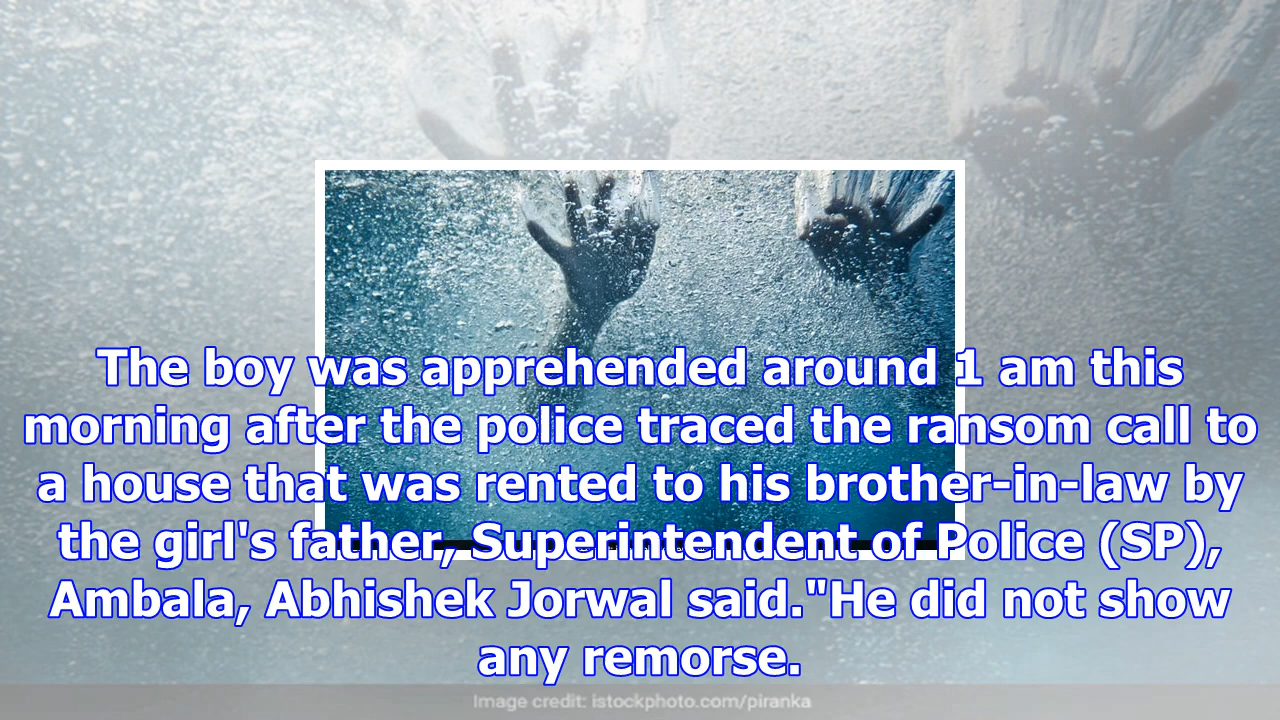 The boy was apprehended around 1 am this
morning after the police traced the ransom call to
a house that was rented to his brother-in-law by
the girl's father, Superintendent of Police (SP),
Ambala, Abhishek Jorwal said."He did not show
any remorse.
Image credit: istockphoto.com/piranka